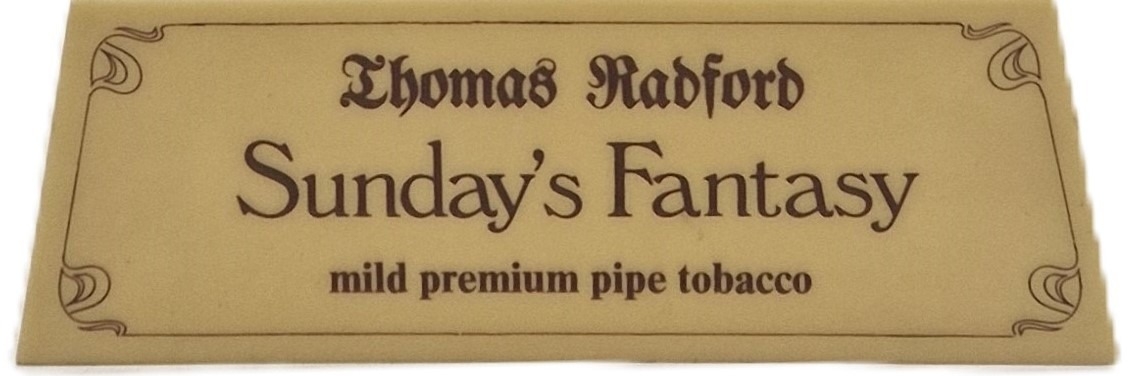 Thomas Radford
Sunday's Fantasy
mild premium pipe tobacco